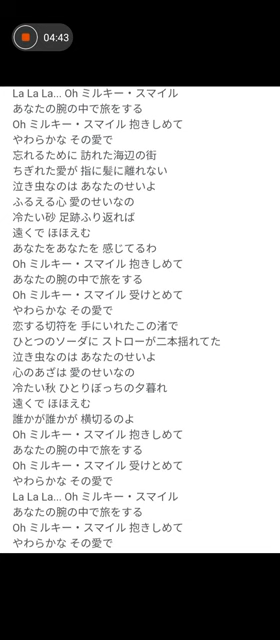 04:43
La La La... Oh ミルキー・スマイル
あなたの腕の中で旅をする
Oh ミルキー・スマイル 抱きしめて
やわらかな その愛で
忘れるために 訪れた海辺の街
ちぎれた愛が 指に髪に離れない
泣き虫なのは あなたのせいよ
ふるえる心 愛のせいなの
冷たい砂 足跡ふり返れば
遠くで ほほえむ
あなたをあなたを 感じてるわ
Oh ミルキー・スマイル 抱きしめて
あなたの腕の中で旅をする
Oh ミルキー・スマイル 受けとめて
やわらかな その愛で
恋する切符を 手にいれたこの渚で
ひとつのソーダに ストローが二本揺れてた
泣き虫なのは あなたのせいよ
心のあざは 愛のせいなの
冷たい秋 ひとりぼっちの夕暮れ
遠くで ほほえむ
誰かが誰かが 横切るのよ
Oh ミルキー・スマイル 抱きしめて
あなたの腕の中で旅をする
Oh ミルキー・スマイル 受けとめて
やわらかな その愛で
La La La... Oh ミルキー・スマイル
あなたの腕の中で旅をする
Oh ミルキー・スマイル 抱きしめて
やわらかな その愛で